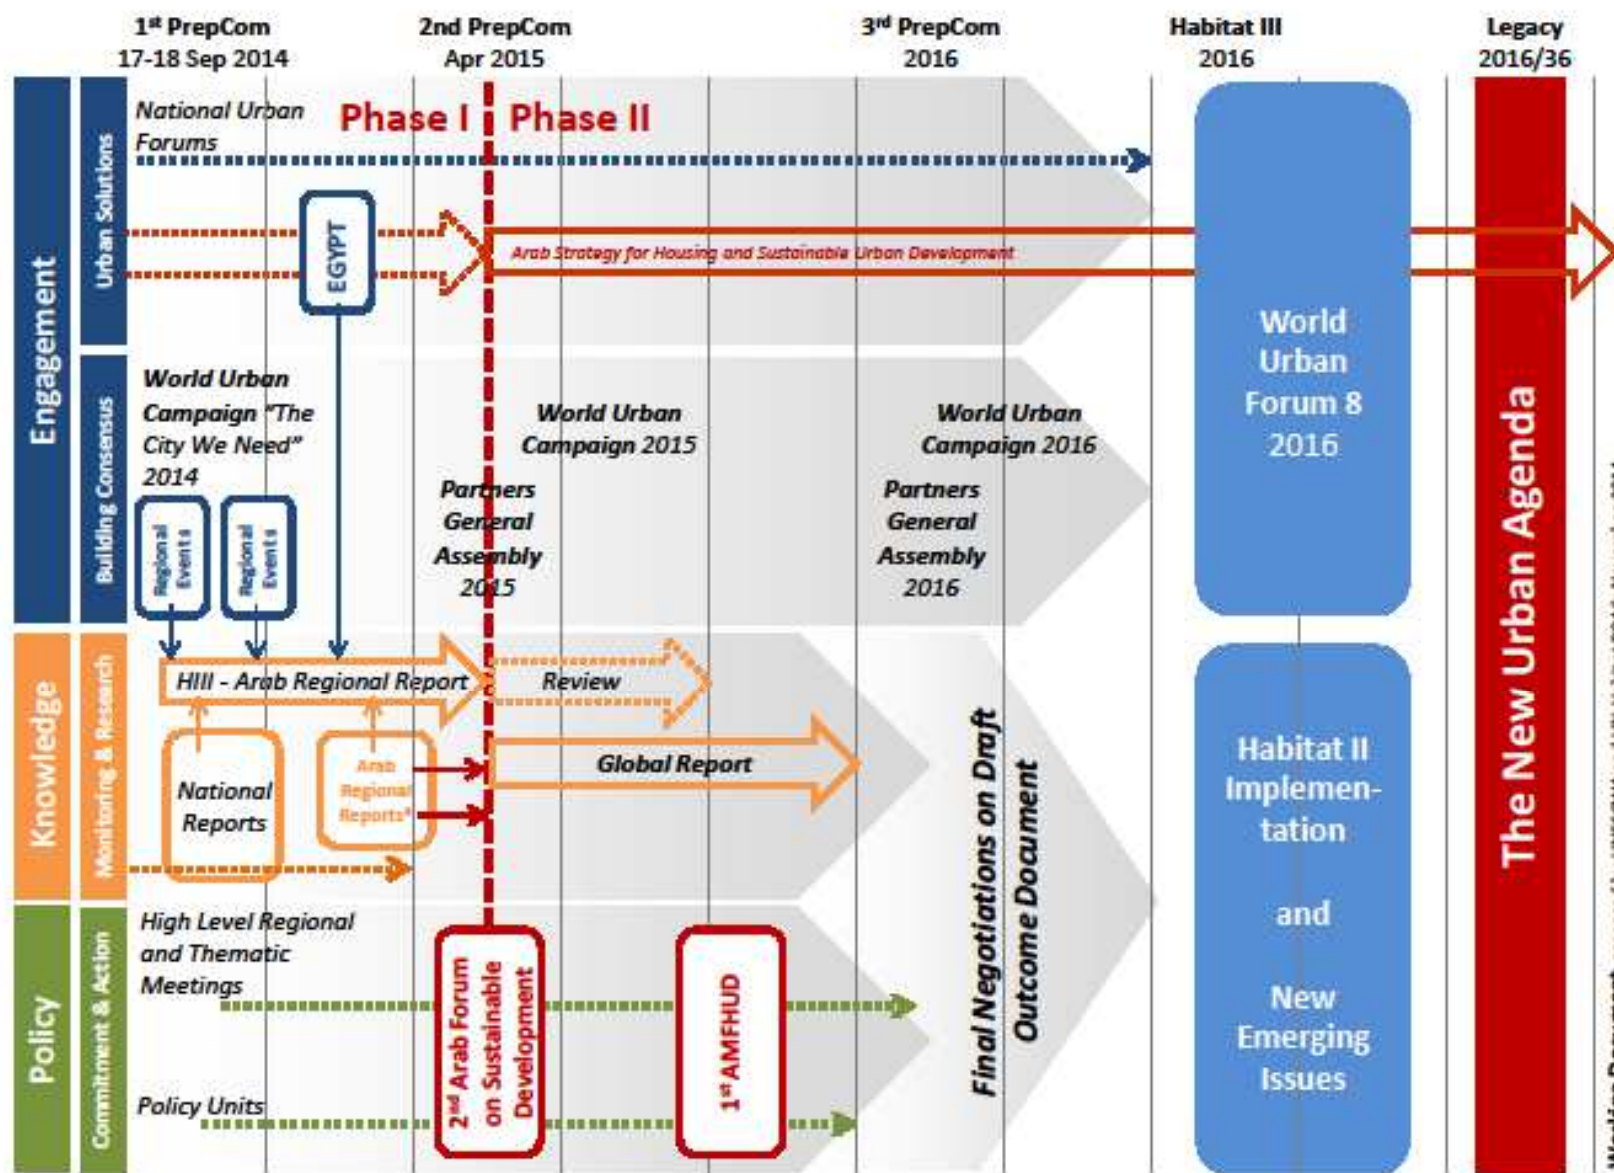 1st PrepCom
17-18 Sep 2014
2nd PrepCom
Apr 2015
3rd PrepCom
2016
Habitat III
2016
Legacy
2016/36
Engagement
Urban Solutions
National Urban
Forums
Phase I
Phase II
EGYPT
Arab Strategy for Housing and Sustainable Urban Development
Building Consensus
World Urban
Campaign "The
City We Need"
2014
Regional
Events
Regional
Events
World Urban
Campaign 2015
Partners
General
Assembly
2015
World Urban
Campaign 2016
Partners
General
Assembly
2016
World
Urban
Forum 8
2016
Knowledge
Monitoring & Research
HIII - Arab Regional Report
Review
National
Reports
Arab
Regional
Reports*
Global Report
Final Negotiations on Draft
Outcome Document
Habitat II
Implemen-
tation
and
New
Emerging
Issues
Policy
Commitment & Action
High Level Regional
and Thematic
Meetings
Policy Units
2nd Arab Forum
on Sustainable
Development
1st AMFHUD
The New Urban Agenda